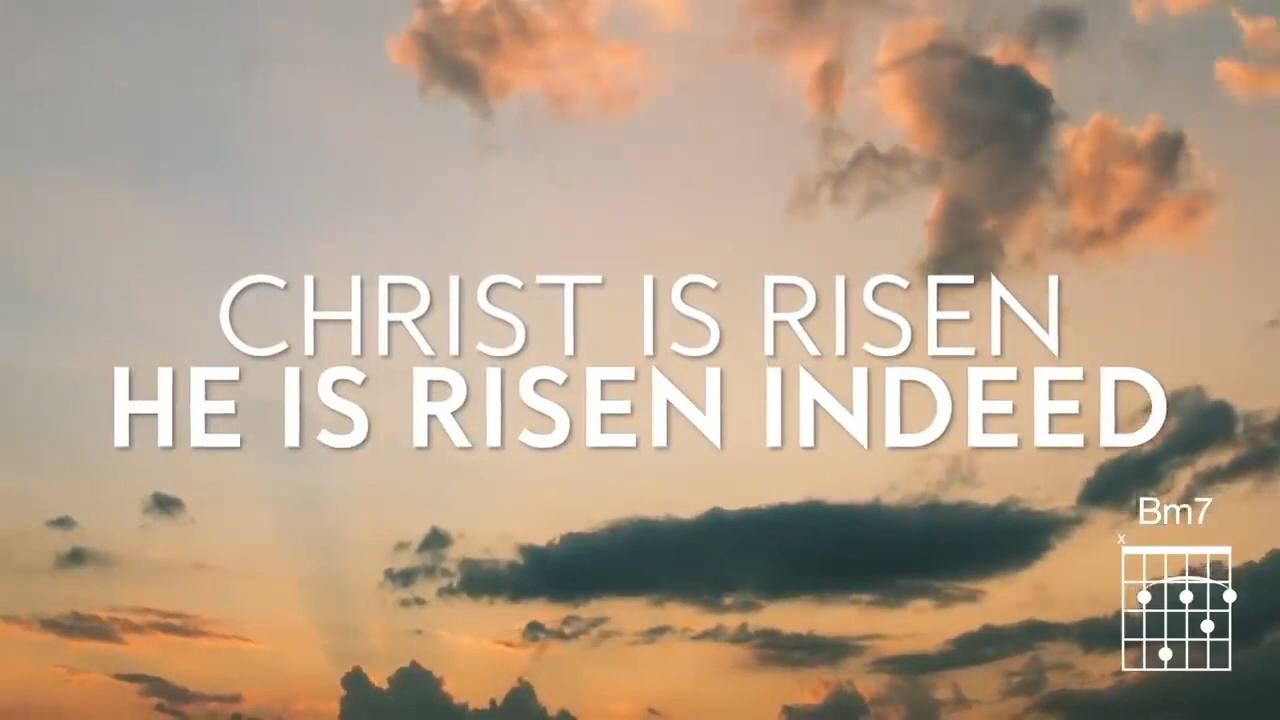 CHRIST IS RISEN
HE IS RISEN INDEED
Bm7
x